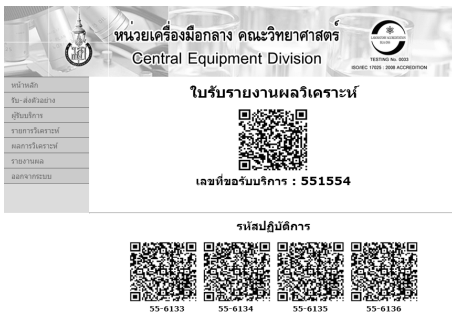 หน่วยเครื่องมือกลาง คณะวิทยาศาสตร์
Central Equipment Division
TESTING No. 0003
ISO/IEC 17025 : 2005 ACCREDITION
หน้าหลัก
รับ-ส่งตัวอย่าง
ผู้รับบริการ
รายการวิเคราะห์
ผลการวิเคราะห์
รายงานผล
ออกจากระบบ
ใบรับรายงานผลวิเคราะห์
เลขที่ขอรับบริการ : 551554
รหัสปฏิบัติการ
55-6133 55-6134 55-6135 55-6136